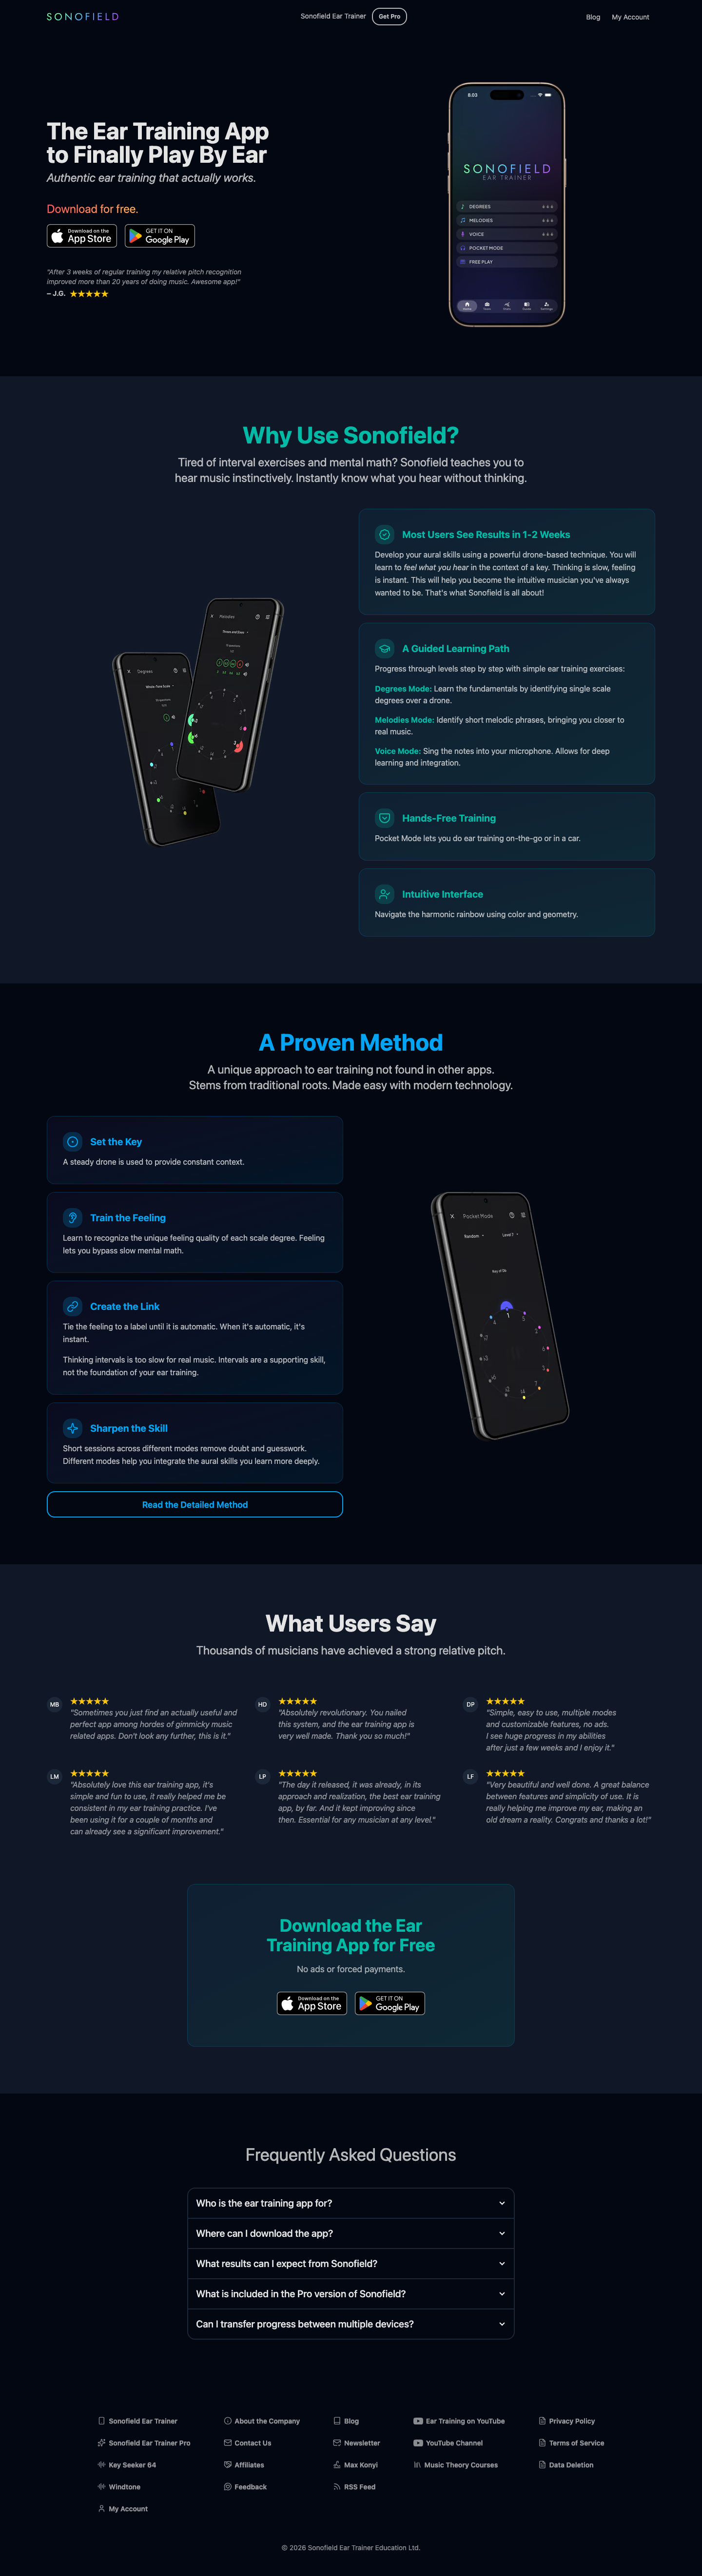 SONOFIELD
Sonofield Ear Trainer
Get Pro
Blog
My Account
The Ear Training App
to Finally Play By Ear
Authentic ear training that actually works.
Download for free.
Download on the
App Store
GET IT ON
Google Play
"After 3 weeks of regular training my relative pitch recognition
improved more than 20 years of doing music. Awesome app!"
– J.G. ★★★★★
8.03
SONOFIELD
EAR TRAINER
DEGREES
MELODIES
VOICE
POCKET MODE
FREE PLAY
Why Use Sonofield?
Tired of interval exercises and mental math? Sonofield teaches you to
hear music instinctively. Instantly know what you hear without thinking.
Melodies
Degrees
Whole Tone Scale
Most Users See Results in 1-2 Weeks
Develop your aural skills using a powerful drone-based technique. You will
learn to feel what you hear in the context of a key. Thinking is slow, feeling
is instant. This will help you become the intuitive musician you've always
wanted to be. That's what Sonofield is all about!
A Guided Learning Path
Progress through levels step by step with simple ear training exercises:
Degrees Mode: Learn the fundamentals by identifying single scale
degrees over a drone.
Melodies Mode: Identify short melodic phrases, bringing you closer to
real music.
Voice Mode: Sing the notes into your microphone. Allows for deep
learning and integration.
Hands-Free Training
Pocket Mode lets you do ear training on-the-go or in a car.
Intuitive Interface
Navigate the harmonic rainbow using color and geometry.
A Proven Method
A unique approach to ear training not found in other apps.
Stems from traditional roots. Made easy with modern technology.
Set the Key
A steady drone is used to provide constant context.
Train the Feeling
Learn to recognize the unique feeling quality of each scale degree. Feeling
lets you bypass slow mental math.
Create the Link
Tie the feeling to a label until it is automatic. When it's automatic, it's
instant.
Thinking intervals is too slow for real music. Intervals are a supporting skill,
not the foundation of your ear training.
Sharpen the Skill
Short sessions across different modes remove doubt and guesswork.
Different modes help you integrate the aural skills you learn more deeply.
Read the Detailed Method
Pocket Mode
Random
Level 7
Key of Db
What Users Say
Thousands of musicians have achieved a strong relative pitch.
MB
★★★★★
"Sometimes you just find an actually useful and
perfect app among hordes of gimmicky music
related apps. Don't look any further, this is it."
HD
★★★★★
"Absolutely revolutionary. You nailed
this system, and the ear training app is
very well made. Thank you so much!"
DP
★★★★★
"Simple, easy to use, multiple modes
and customizable features, no ads.
I see huge progress in my abilities
after just a few weeks and I enjoy it."
LM
★★★★★
"Absolutely love this ear training app, it's
simple and fun to use, it really helped me be
consistent in my ear training practice. I've
been using it for a couple of months and
can already see a significant improvement."
LP
★★★★★
"The day it released, it was already, in its
approach and realization, the best ear training
app, by far. And it kept improving since
then. Essential for any musician at any level."
LF
★★★★★
"Very beautiful and well done. A great balance
between features and simplicity of use. It is
really helping me improve my ear, making an
old dream a reality. Congrats and thanks a lot!"
Download the Ear
Training App for Free
No ads or forced payments.
Download on the
App Store
GET IT ON
Google Play
Frequently Asked Questions
Who is the ear training app for?
Where can I download the app?
What results can I expect from Sonofield?
What is included in the Pro version of Sonofield?
Can I transfer progress between multiple devices?
Sonofield Ear Trainer
Sonofield Ear Trainer Pro
Key Seeker 64
Windtone
My Account
About the Company
Contact Us
Affiliates
Feedback
Blog
Newsletter
Max Konyi
RSS Feed
Ear Training on YouTube
YouTube Channel
Music Theory Courses
Privacy Policy
Terms of Service
Data Deletion
© 2026 Sonofield Ear Trainer Education Ltd.